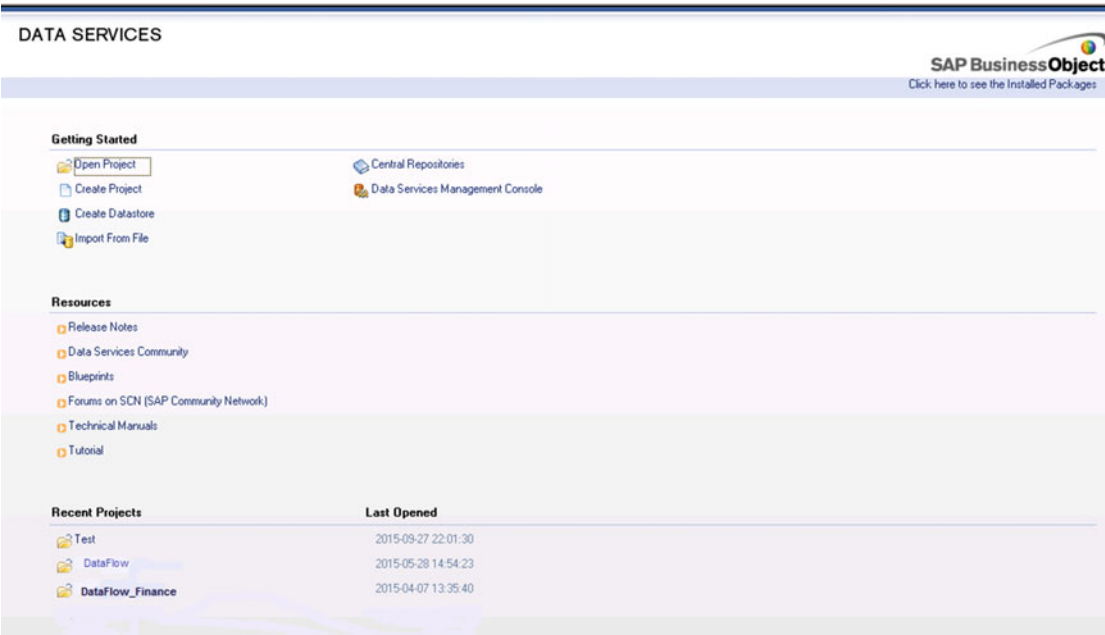 DATA SERVICES
SAP BusinessObject
Click here to see the Installed Packages
Getting Started
Open Project
Central Repositories
Create Project
Data Services Management Console
Create Datastore
Import From File
Resources
Release Notes
Data Services Community
Blueprints
Forums on SCN (SAP Community Network)
Technical Manuals
Tutorial
Recent Projects Last Opened
Test 2015-09-27 22:01:30
DataFlow 2015-05-28 14:54:23
DataFlow_Finance 2015-04-07 13:35:40